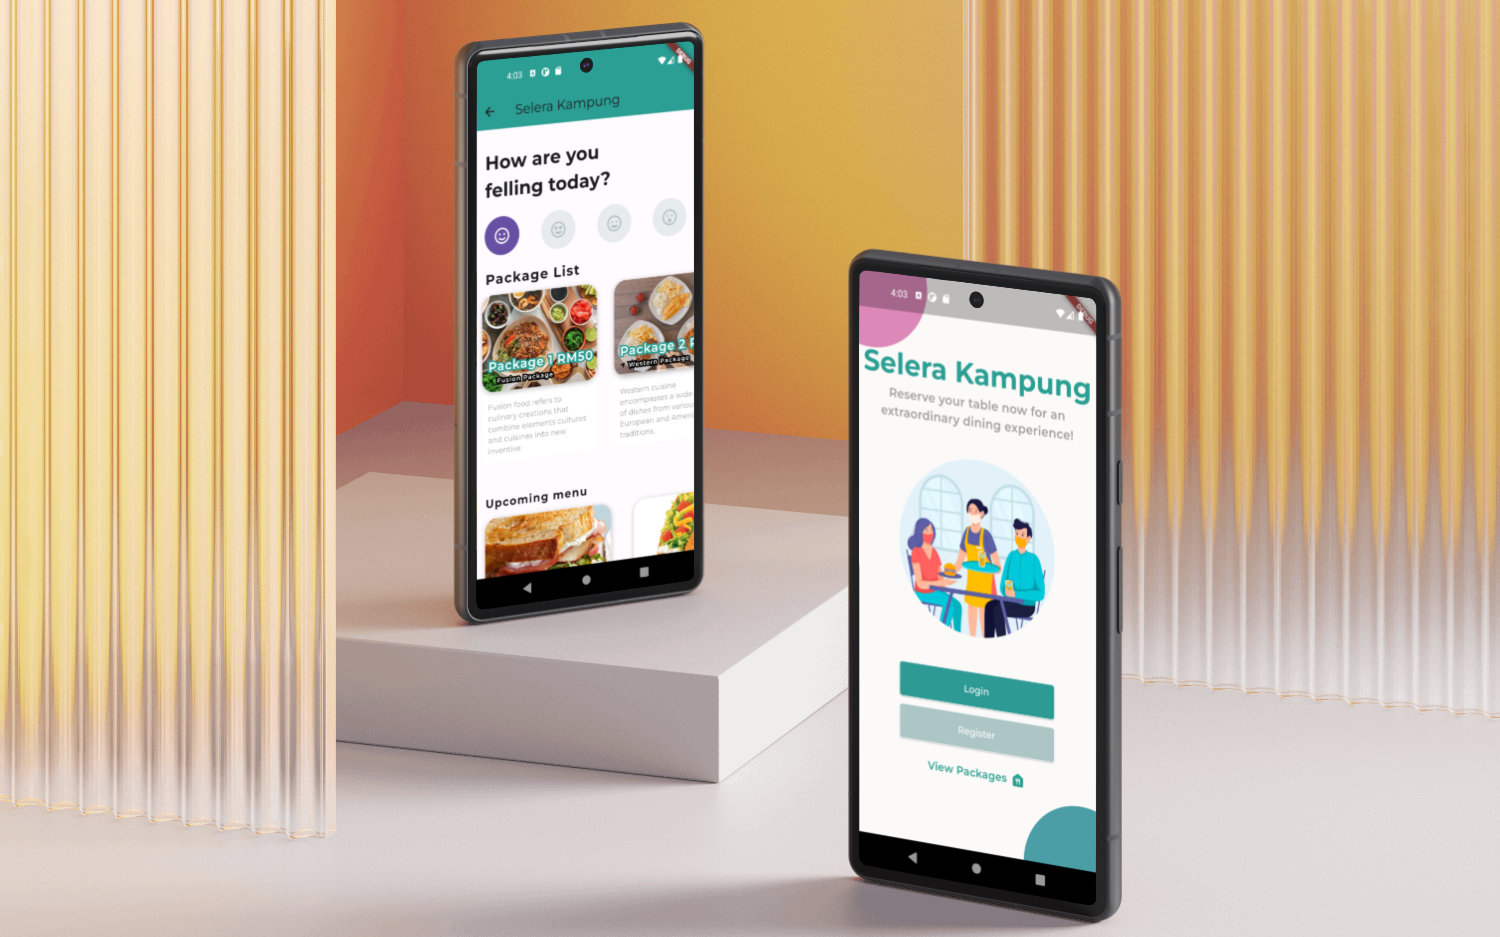 4:03
Selera Kampung
How are you
felling today?
Package List
Package 1 RM50
Fusion Package
Fusion food refers to
culinary creations that
combine elements cultures
and cuisines into new
inventive
Package 2 R
Western Package
Western cuisine
encompasses a wide
of dishes from various
European and Ameri
traditions.
Upcoming menu
4:03
Selera Kampung
Reserve your table now for an
extraordinary dining experience!
Login
Register
View Packages